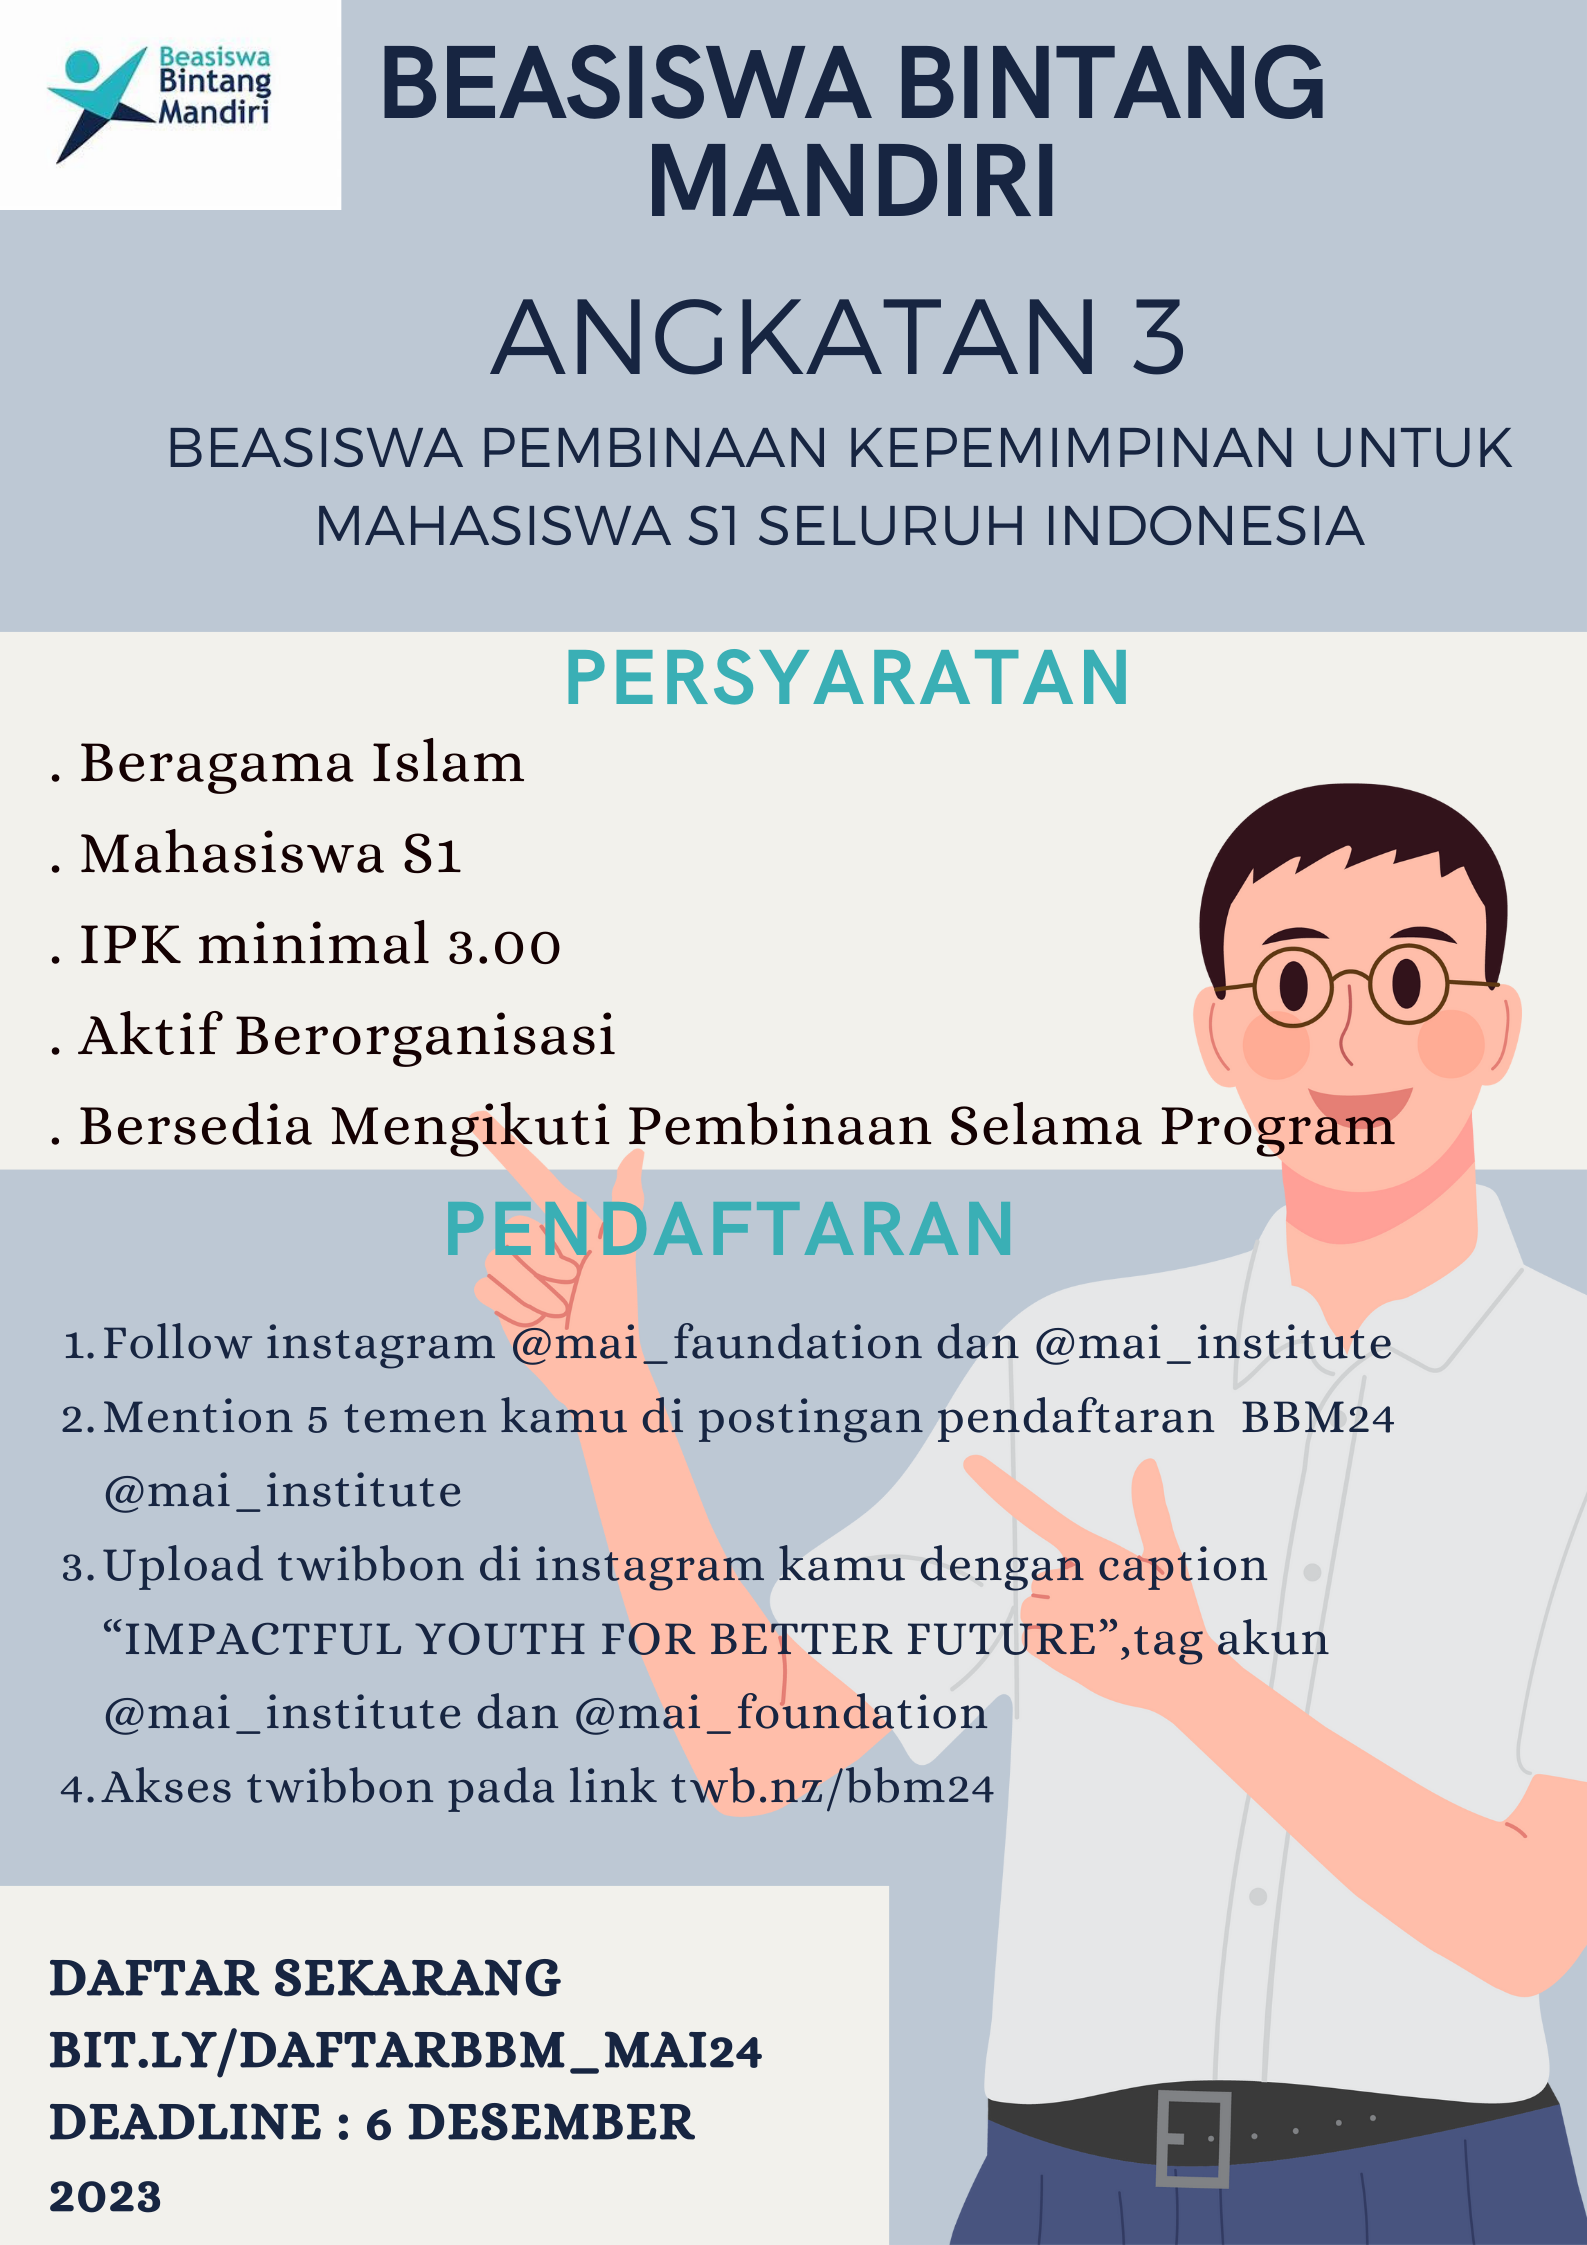 Beasiswa
Bintang
Mandiri
BEASISWA BINTANG
MANDIRI
ANGKATAN 3
BEASISWA PEMBINAAN KEPEMIMPINAN UNTUK
MAHASISWA S1 SELURUH INDONESIA
PERSYARATAN
. Beragama Islam
. Mahasiswa S1
. IPK minimal 3.00
. Aktif Berorganisasi
. Bersedia Mengikuti Pembinaan Selama Program
PENDAFTARAN
1. Follow instagram @mai_faundation dan @mai_institute
2. Mention 5 temen kamu di postingan pendaftaran BBM24
@mai_institute
3. Upload twibbon di instagram kamu dengan caption
“IMPACTFUL YOUTH FOR BETTER FUTURE”,tag akun
@mai_institute dan @mai_foundation
4. Akses twibbon pada link twb.nz/bbm24
DAFTAR SEKARANG
BIT.LY/DAFTARBBM_MAI24
DEADLINE : 6 DESEMBER
2023